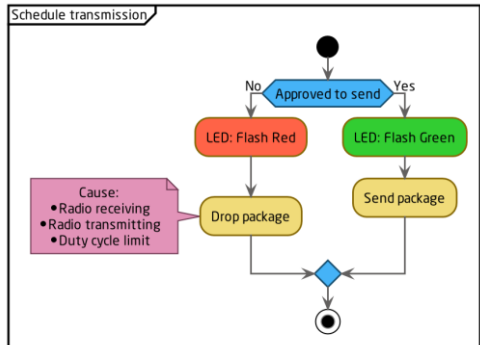 Schedule transmission
Approved to send
No
Yes
LED: Flash Red
LED: Flash Green
Cause:
•Radio receiving
•Radio transmitting
•Duty cycle limit
Drop package
Send package